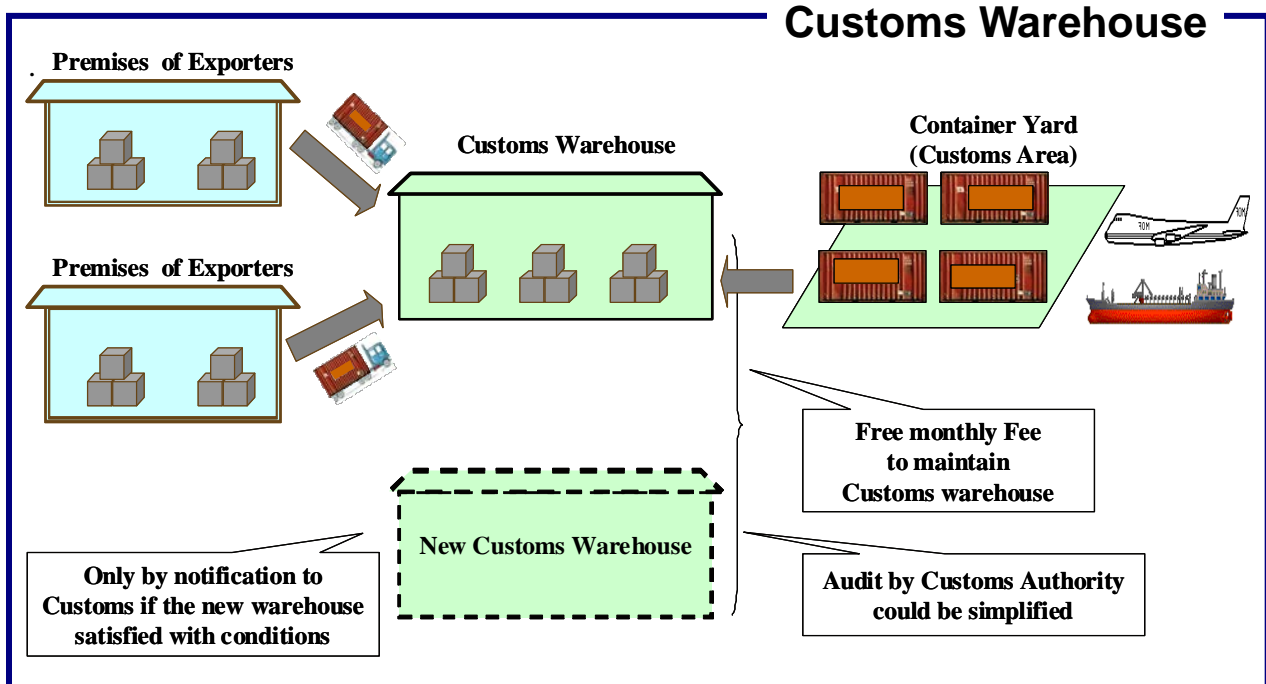 Customs Warehouse
Premises of Exporters
.
Customs Warehouse
Container Yard
(Customs Area)
Premises of Exporters
Free monthly Fee
to maintain
Customs warehouse
New Customs Warehouse
Only by notification to
Customs if the new warehouse
satisfied with conditions
Audit by Customs Authority
could be simplified